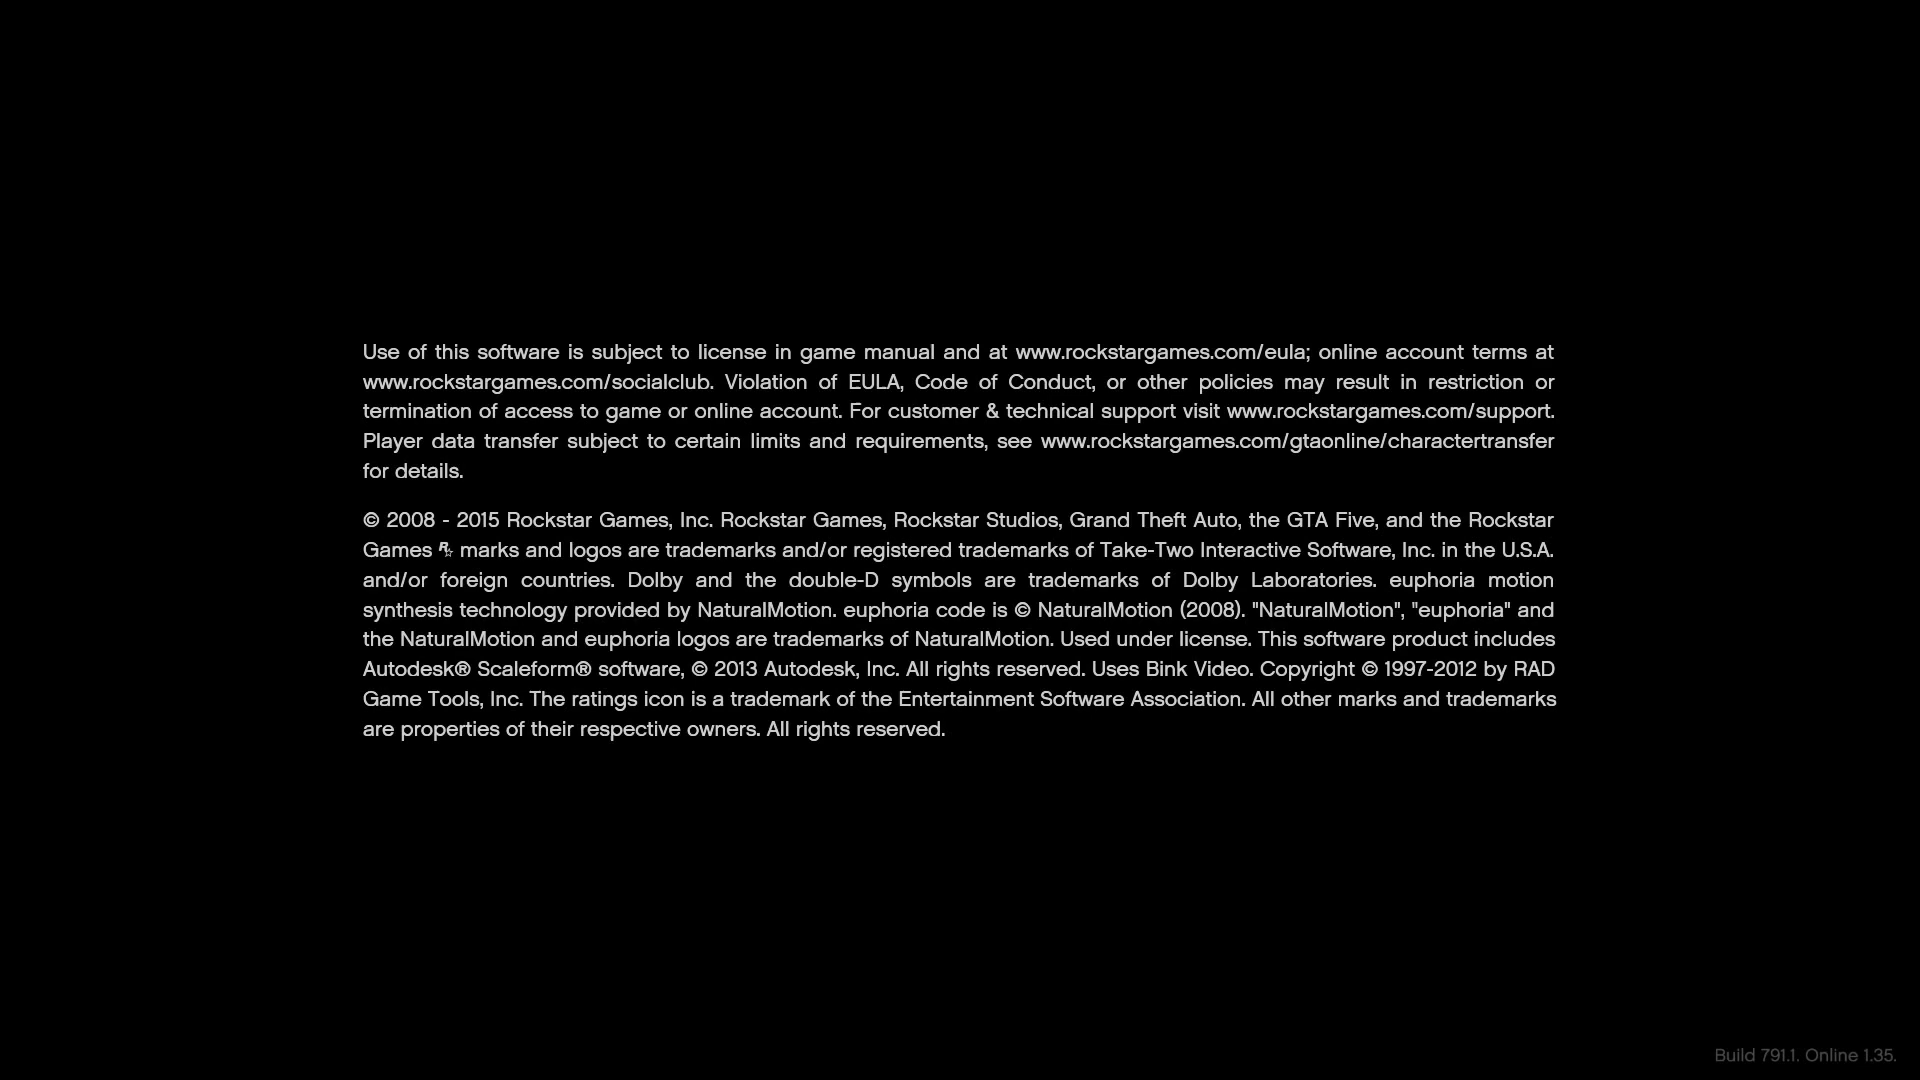 Use of this software is subject to license in game manual and at www.rockstargames.com/eula; online account terms at
www.rockstargames.com/socialclub. Violation of EULA, Code of Conduct, or other policies may result in restriction or
termination of access to game or online account. For customer & technical support visit www.rockstargames.com/support.
Player data transfer subject to certain limits and requirements, see www.rockstargames.com/gtaonline/charactertransfer
for details.
© 2008 - 2015 Rockstar Games, Inc. Rockstar Games, Rockstar Studios, Grand Theft Auto, the GTA Five, and the Rockstar
Games R* marks and logos are trademarks and/or registered trademarks of Take-Two Interactive Software, Inc. in the U.S.A.
and/or foreign countries. Dolby and the double-D symbols are trademarks of Dolby Laboratories. euphoria motion
synthesis technology provided by NaturalMotion. euphoria code is © NaturalMotion (2008). "NaturalMotion", "euphoria" and
the NaturalMotion and euphoria logos are trademarks of NaturalMotion. Used under license. This software product includes
Autodesk® Scaleform® software, © 2013 Autodesk, Inc. All rights reserved. Uses Bink Video. Copyright © 1997-2012 by RAD
Game Tools, Inc. The ratings icon is a trademark of the Entertainment Software Association. All other marks and trademarks
are properties of their respective owners. All rights reserved.
Build 791.1. Online 1.35.